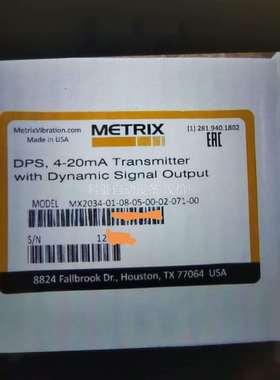 MetrixVibration.com
Made in USA
METRIX
(1) 281.940.1802
EAC
DPS, 4-20mA Transmitter
with Dynamic Signal Output
MODEL MX2034-01-08-05-00-02-071-00
S/N 12
8824 Fallbrook Dr., Houston, TX 77064 USA